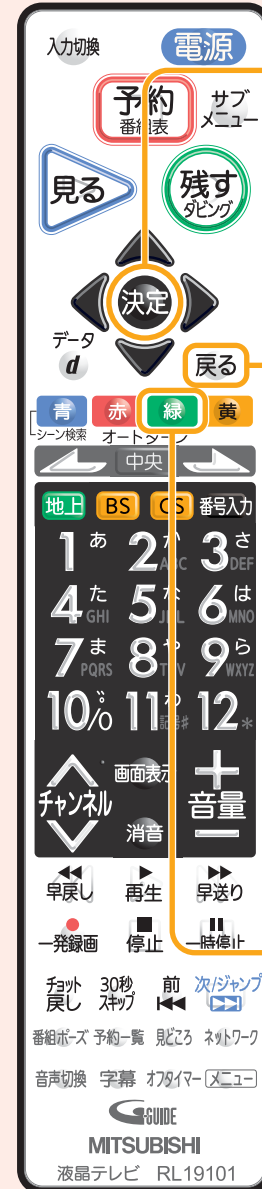 入力切換 電源
予約
番組表
サブ
メニュー
見る
残す
ダビング
決定
データ
d
戻る
青 赤 緑 黄
シーン検索 オートターン
中央
地上 BS CS 番号入力
1 あ 2 か ABC 3 さ DEF
4 た GHI 5 な JKL 6 は MNO
7 ま PQRS 8 や TUV 9 ら WXYZ
10/0 11 わ 記号# 12 *
チャンネル 画面表示 + 音量 −
消音
早戻し 再生 早送り
一発録画 停止 一時停止
チョット戻し 30秒スキップ 前 次/ジャンプ
番組ポーズ 予約一覧 見どころ ネットワーク
音声切換 字幕 オフタイマー メニュー
G-GUIDE
MITSUBISHI
液晶テレビ RL19101